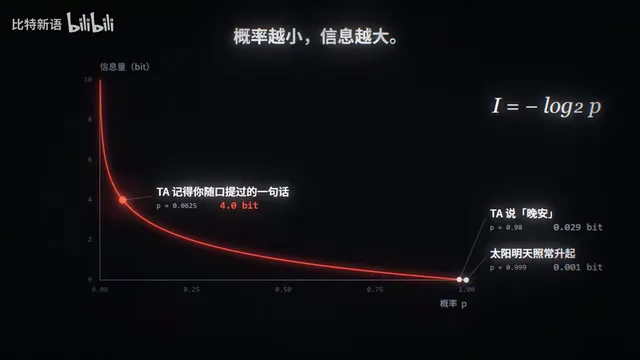 比特新语 bilibili
概率越小，信息越大。
信息量（bit）
I = − log2 p
10
8
6
4
2
0
TA 记得你随口提过的一句话
p = 0.0625 4.0 bit
TA 说「晚安」
p = 0.98 0.029 bit
太阳明天照常升起
p = 0.999 0.001 bit
0.00 0.25 0.50 0.75 1.00
概率 p